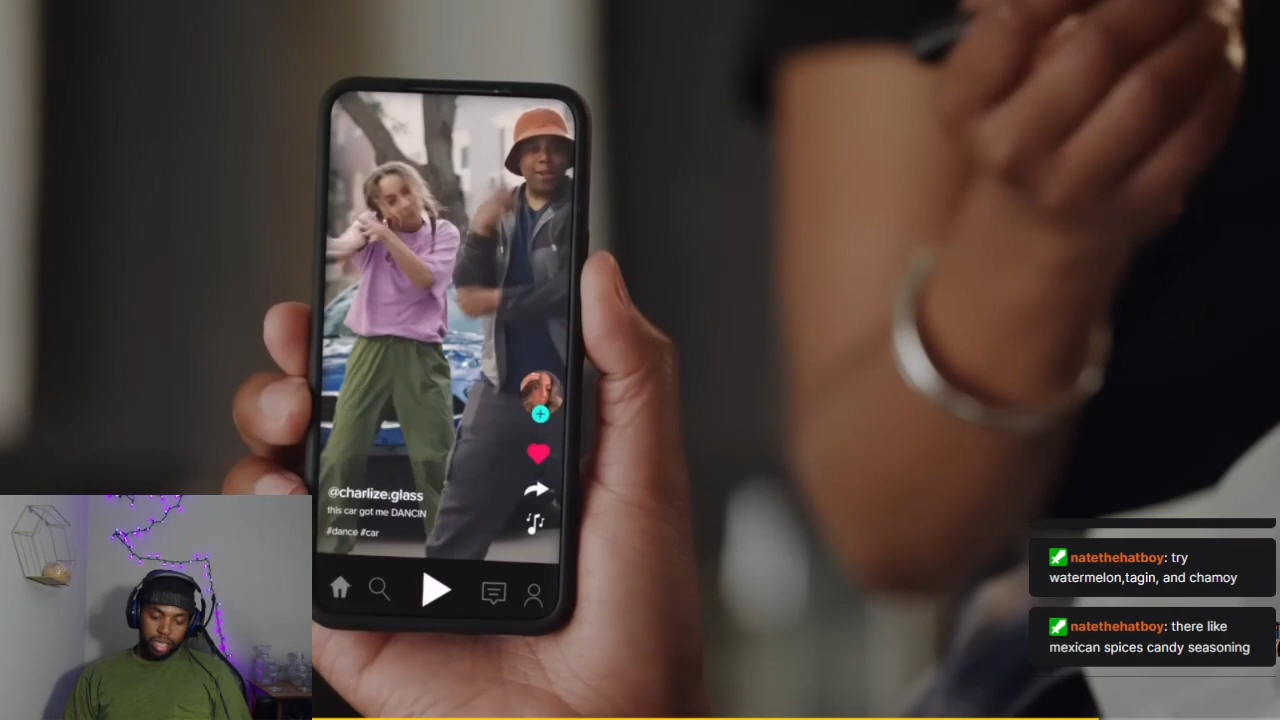 @charlize.glass
this car got me DANCIN
#dance #car
natethehatboy: try
watermelon,tagin, and chamoy
natethehatboy: there like
mexican spices candy seasoning